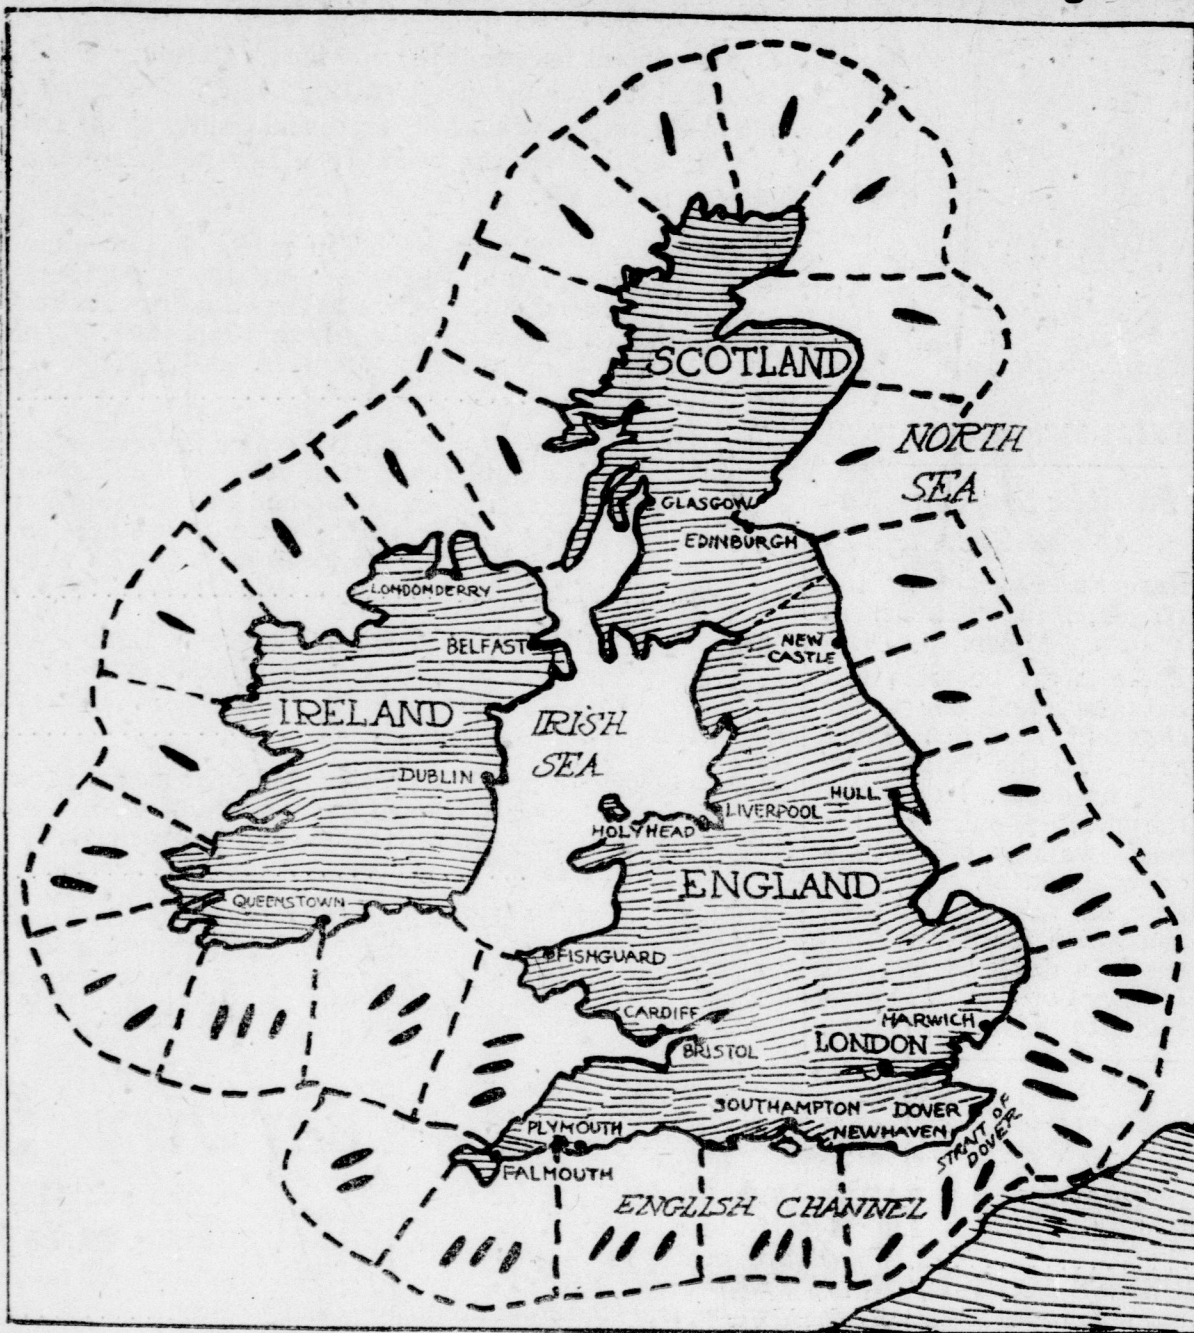 SCOTLAND
NORTH
SEA
GLASGOW
EDINBURGH
LONDONDERRY
BELFAST
NEW
CASTLE
IRELAND
IRISH
SEA
DUBLIN
HULL
LIVERPOOL
HOLYHEAD
ENGLAND
QUEENSTOWN
FISHGUARD
CARDIFF
HARWICH
LONDON
BRISTOL
SOUTHAMPTON
DOVER
NEWHAVEN
STRAIT OF
DOVER
PLYMOUTH
FALMOUTH
ENGLISH CHANNEL